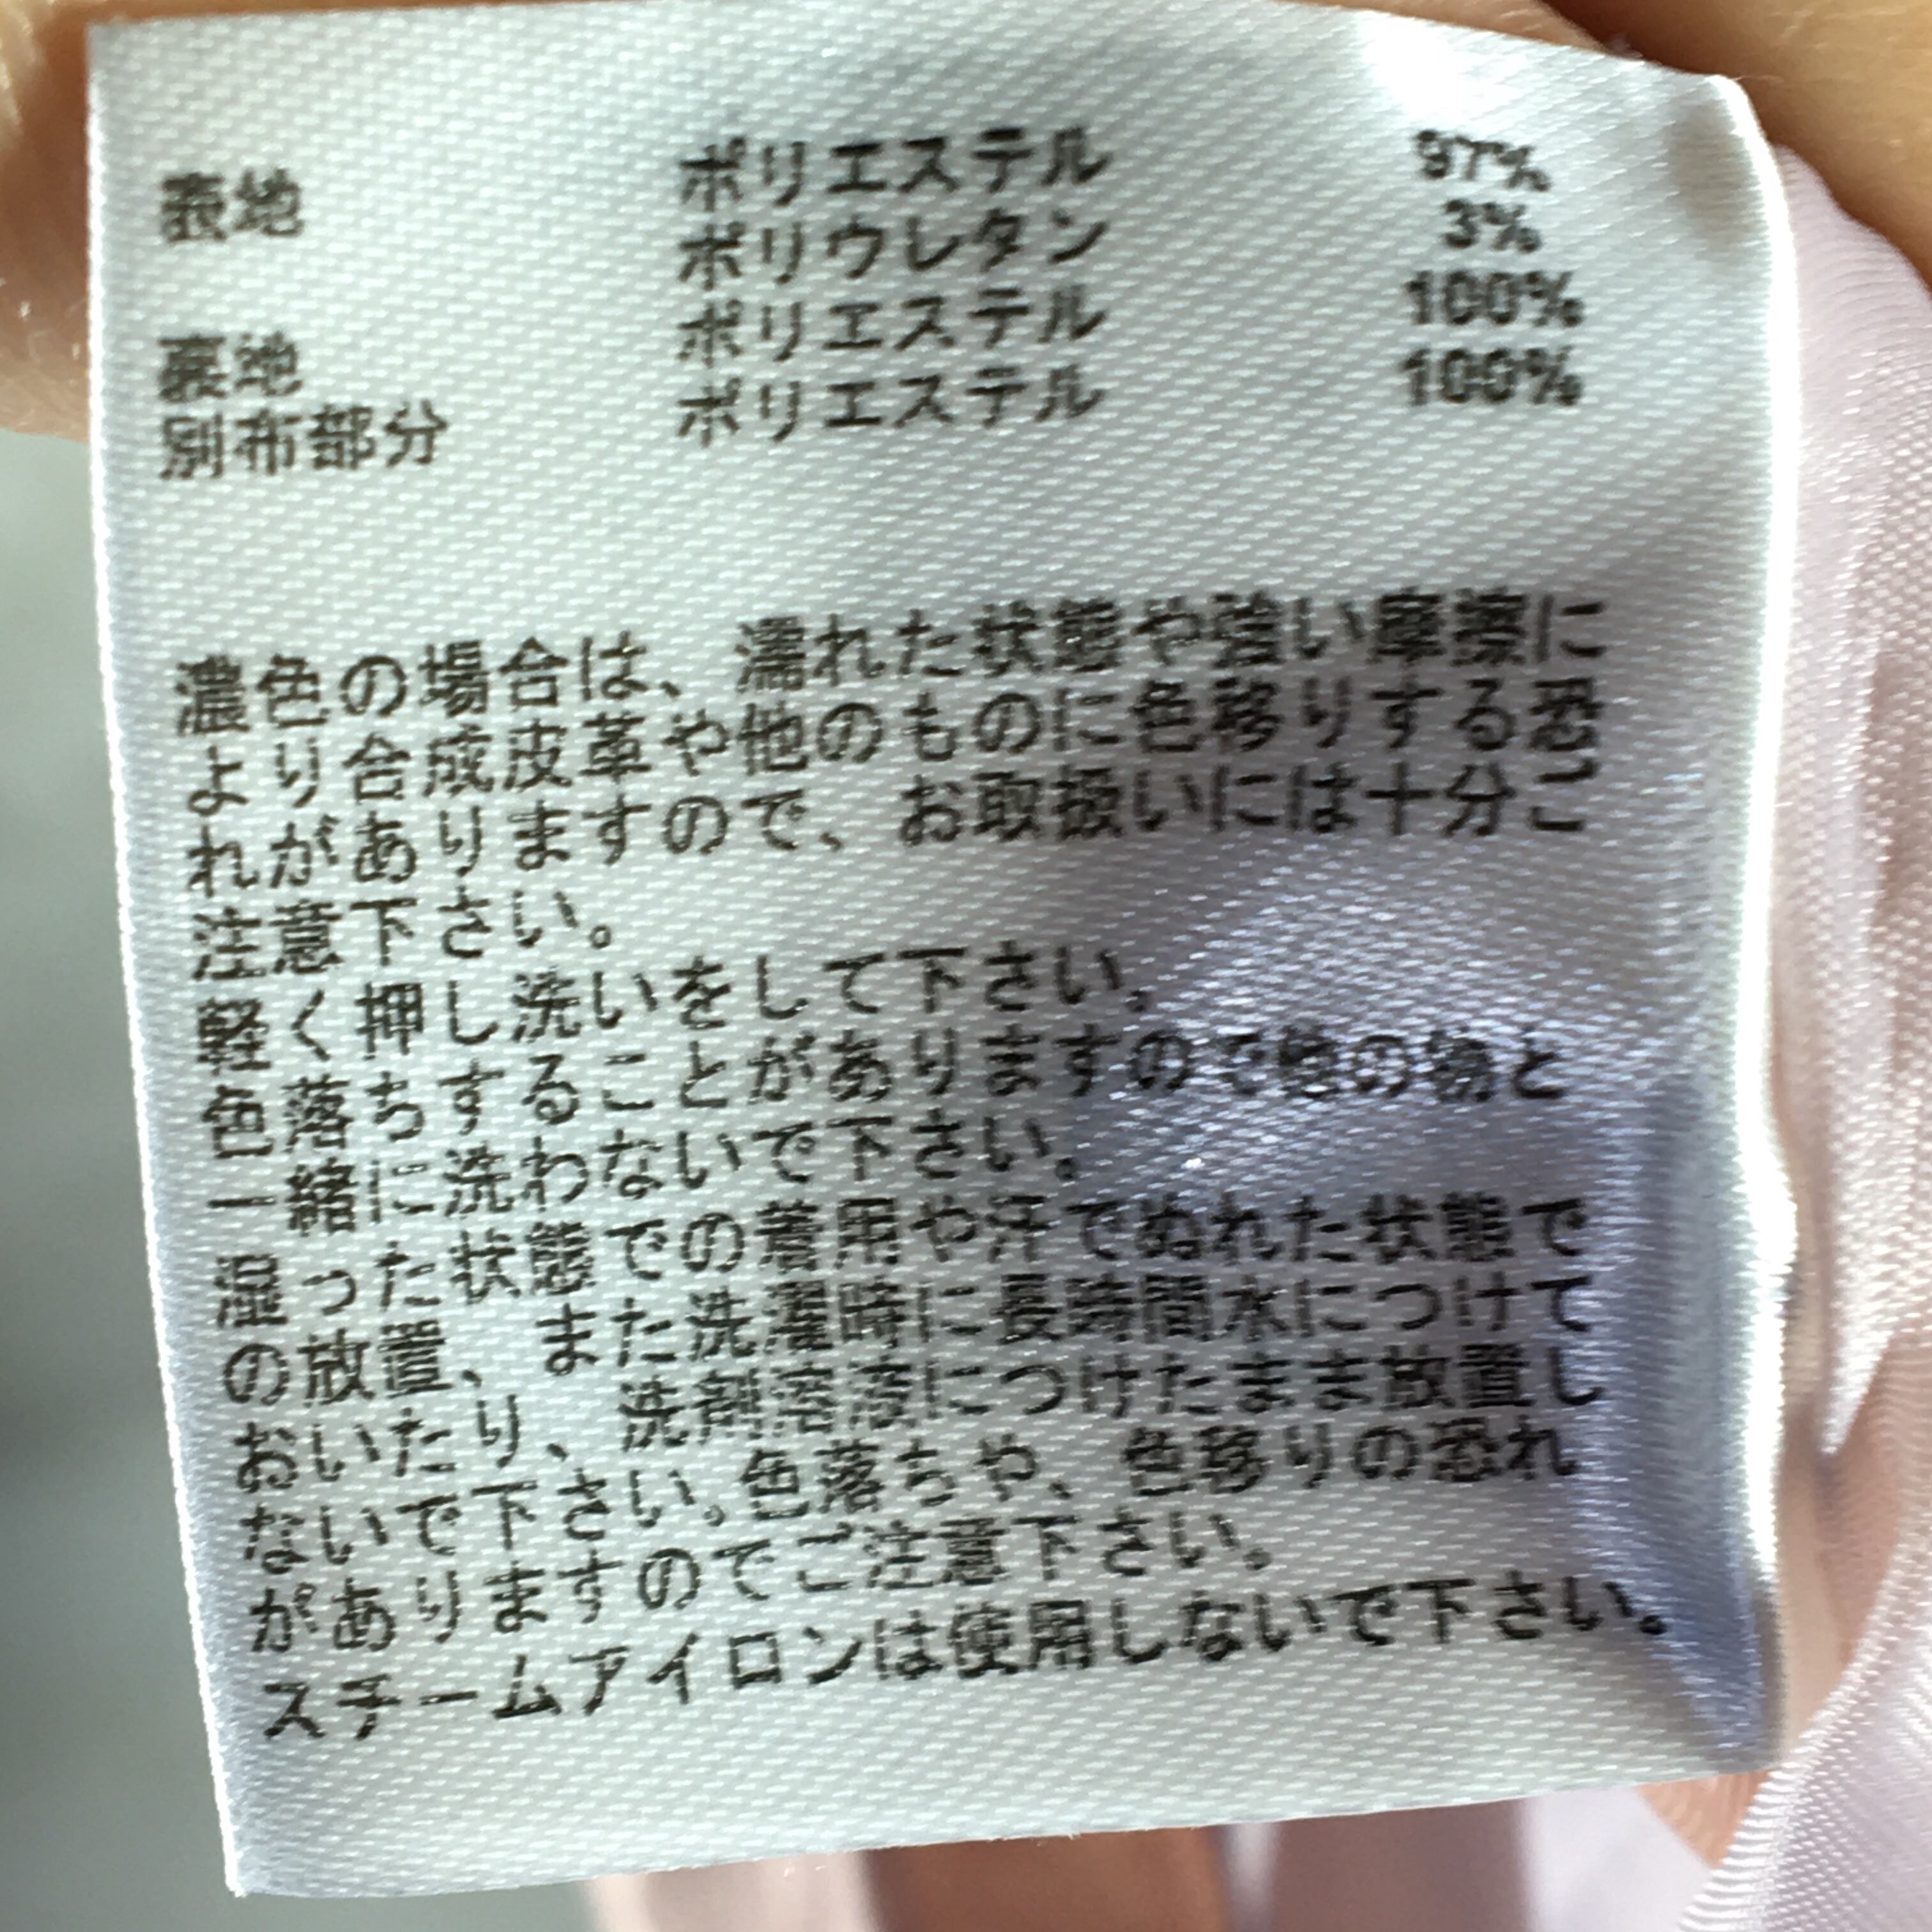 表地 ポリエステル 97%
ポリウレタン 3%
裏地 ポリエステル 100%
別布部分 ポリエステル 100%
濃色の場合は、濡れた状態や強い摩擦に
より合成皮革や他のものに色移りする恐
れがありますので、お取扱いには十分ご
注意下さい。
軽く押し洗いをして下さい。
色落ちすることがありますので他の物と
一緒に洗わないで下さい。
湿った状態での着用や汗でぬれた状態で
の放置、また洗濯時に長時間水につけて
おいたり、洗剤溶液につけたまま放置し
ないで下さい。色落ちや、色移りの恐れ
がありますのでご注意下さい。
スチームアイロンは使用しないで下さい。